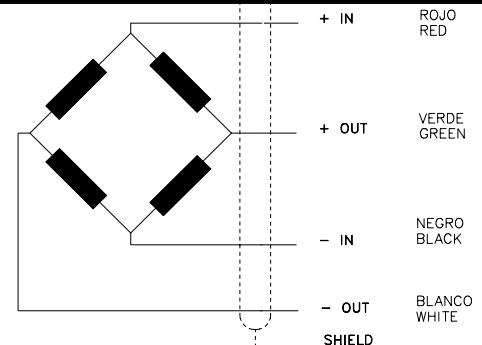 + IN ROJO
RED
+ OUT VERDE
GREEN
− IN NEGRO
BLACK
− OUT BLANCO
WHITE
SHIELD